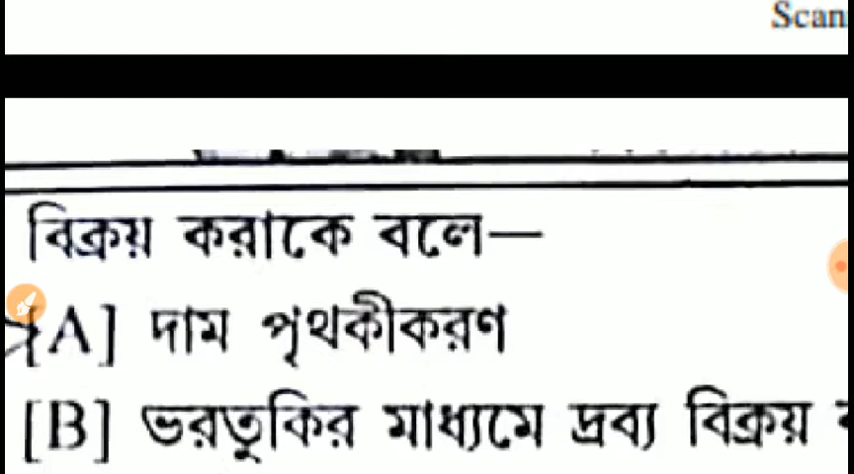 Scan
বিক্রয় করাকে বলে—
[A] দাম পৃথকীকরণ
[B] ভরতুকির মাধ্যমে দ্রব্য বিক্রয়